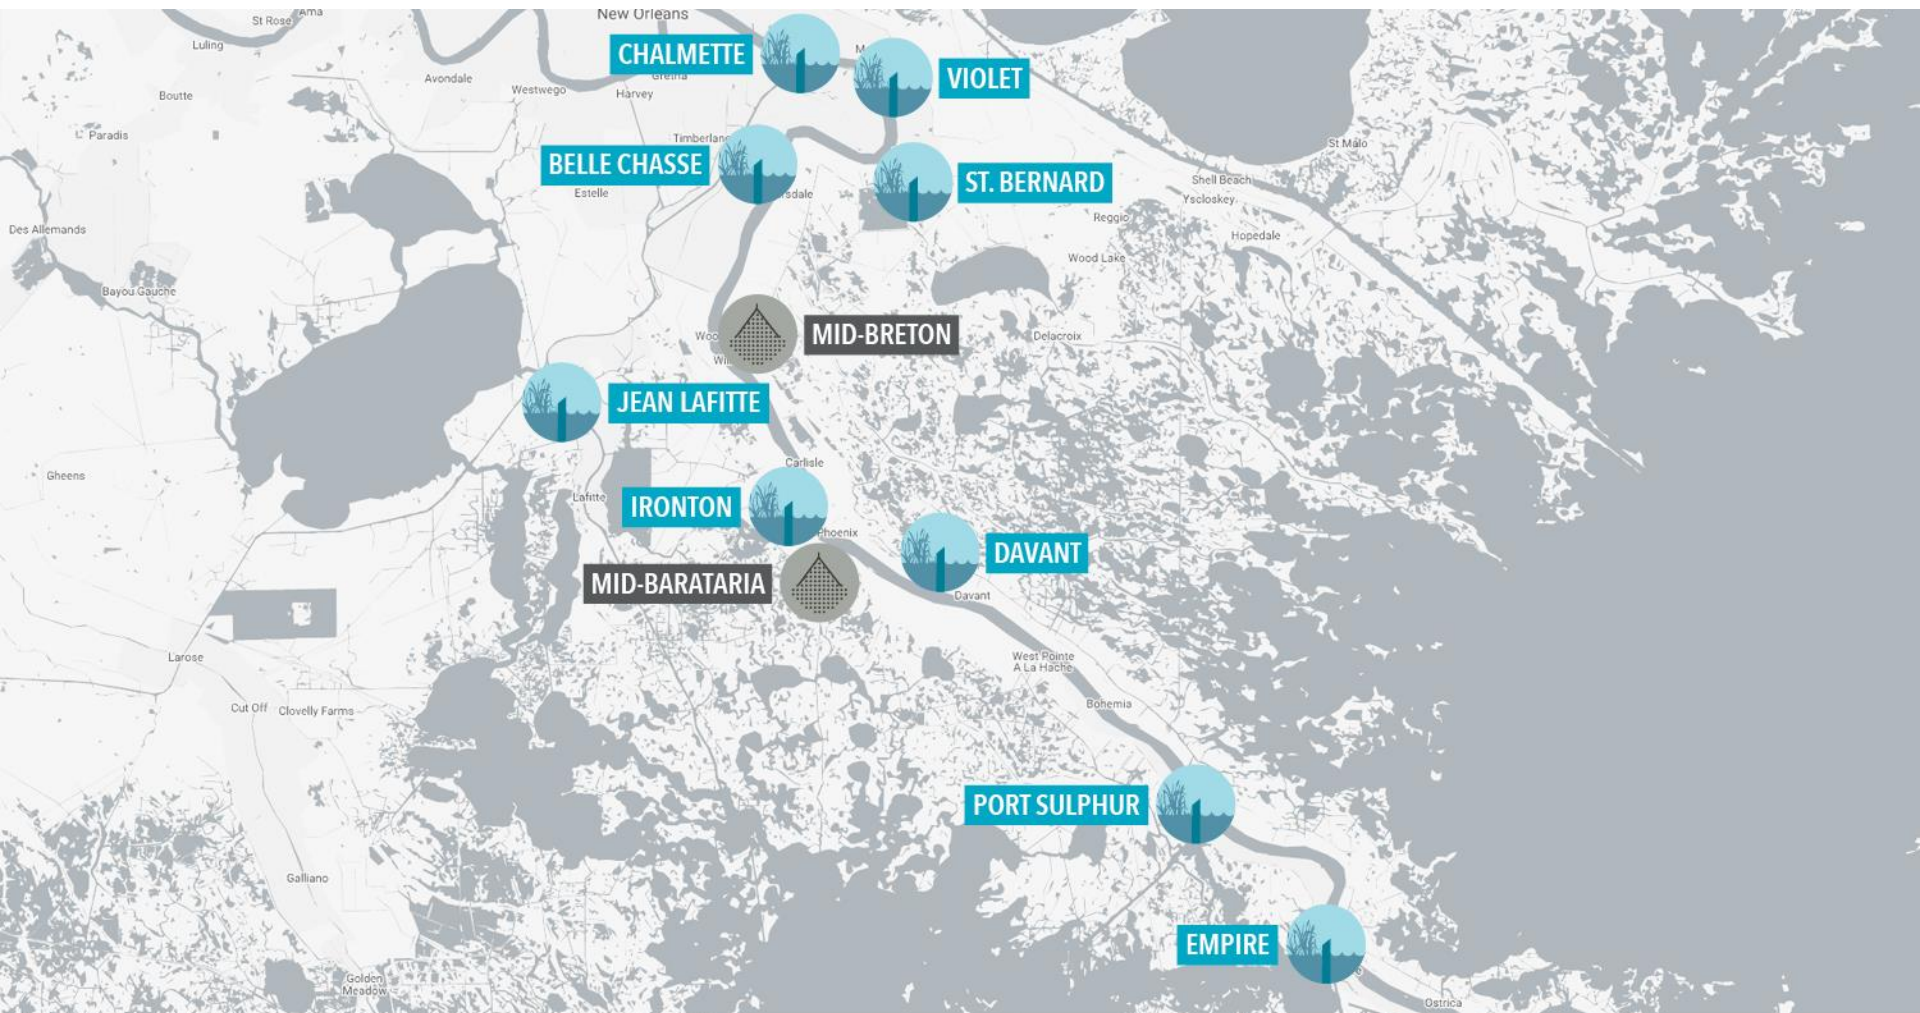 St Rose
Ama
New Orleans
Luling
CHALMETTE
Gretna
VIOLET
Avondale
Westwego
Harvey
Boutte
Paradis
Timberlane
St Malo
BELLE CHASSE
Estelle
ST. BERNARD
Shell Beach
Yscloskey
Reggio
Hopedale
Des Allemands
Wood Lake
Bayou Gauche
MID-BRETON
Delacroix
JEAN LAFITTE
Carlisle
Gheens
Lafitte
IRONTON
Phoenix
DAVANT
MID-BARATARIA
Davant
Larose
West Pointe
A La Hache
Cut Off
Clovelly Farms
Bohemia
PORT SULPHUR
Galliano
EMPIRE
Golden
Meadow
Ostrica